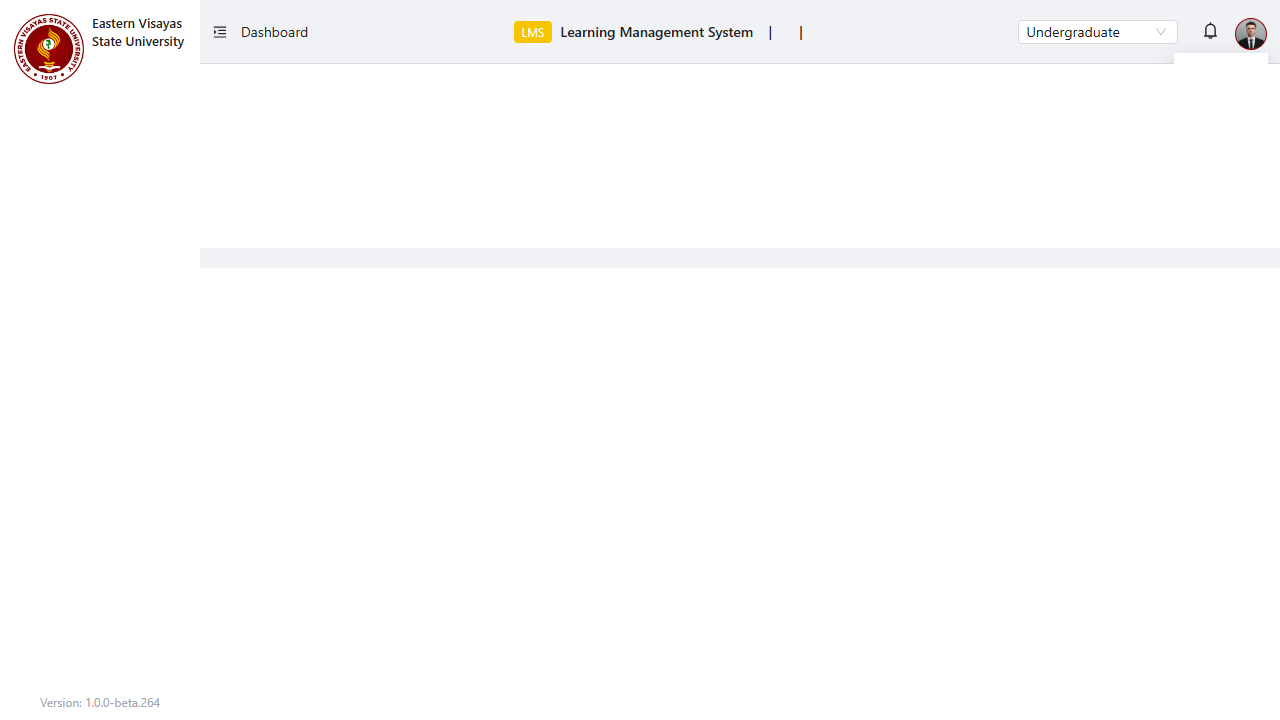 EASTERN VISAYAS STATE UNIVERSITY
1907
Eastern Visayas
State University
Dashboard
LMS Learning Management System | |
Undergraduate
Version: 1.0.0-beta.264